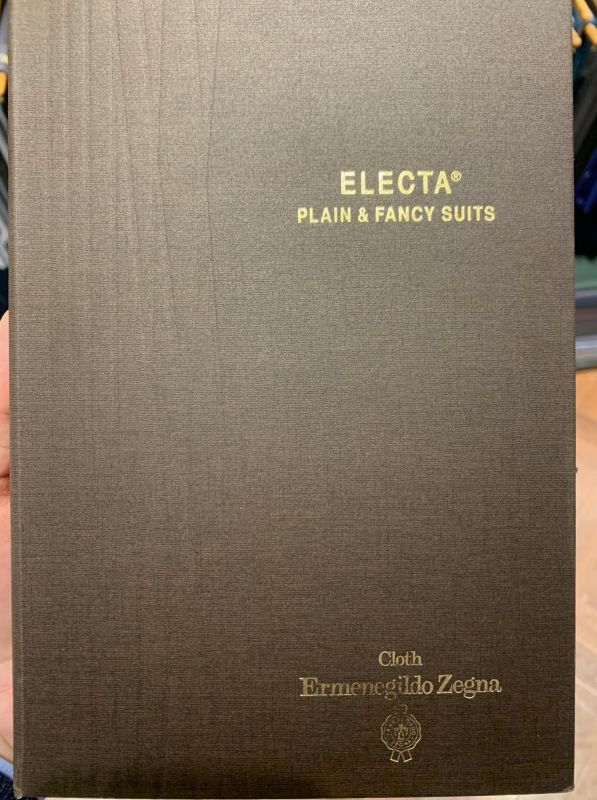 ELECTA®
PLAIN & FANCY SUITS
Cloth
Ermenegildo Zegna